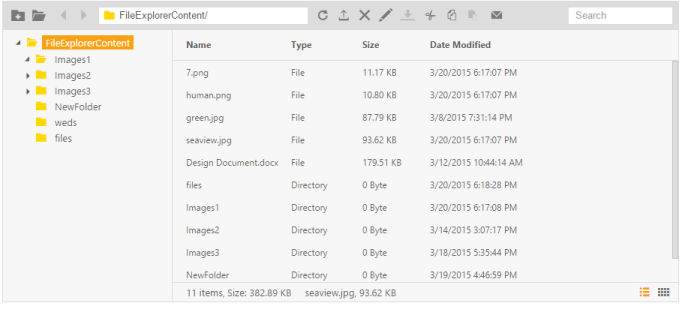 FileExplorerContent/
Search
FileExplorerContent
Images1
Images2
Images3
NewFolder
weds
files
Name Type Size Date Modified
7.png File 11.17 KB 3/20/2015 6:17:07 PM
human.png File 10.80 KB 3/20/2015 6:17:07 PM
green.jpg File 87.79 KB 3/8/2015 7:31:14 PM
seaview.jpg File 93.62 KB 3/20/2015 6:17:07 PM
Design Document.docx File 179.51 KB 3/12/2015 10:44:14 AM
files Directory 0 Byte 3/20/2015 6:18:28 PM
Images1 Directory 0 Byte 3/20/2015 6:17:08 PM
Images2 Directory 0 Byte 3/14/2015 3:07:17 PM
Images3 Directory 0 Byte 3/18/2015 5:35:44 PM
NewFolder Directory 0 Byte 3/19/2015 4:46:59 PM
11 items, Size: 382.89 KB seaview.jpg, 93.62 KB